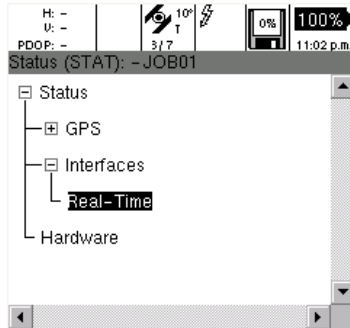 H: -
V: -
PDOP: -
10°
T
3/7
0%
100%
11:02 p.m
Status (STAT): -JOB01
Status
GPS
Interfaces
Real-Time
Hardware